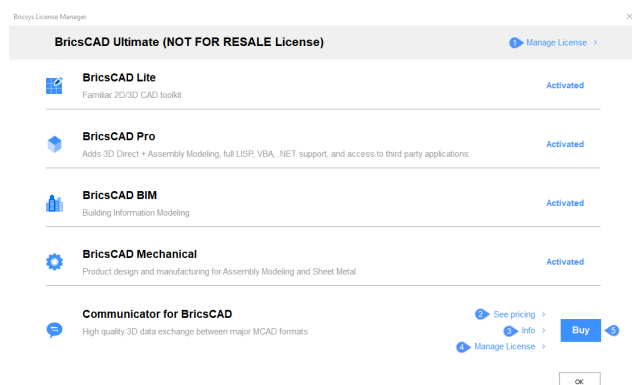 Bricsys License Manager
BricsCAD Ultimate (NOT FOR RESALE License)
1 Manage License >
BricsCAD Lite
Familiar 2D/3D CAD toolkit
Activated
BricsCAD Pro
Adds 3D Direct + Assembly Modeling, full LISP, VBA, .NET support, and access to third party applications
Activated
BricsCAD BIM
Building Information Modeling
Activated
BricsCAD Mechanical
Product design and manufacturing for Assembly Modeling and Sheet Metal
Activated
Communicator for BricsCAD
High quality 3D data exchange between major MCAD formats
2 See pricing >
3 Info >
4 Manage License >
Buy 5
OK